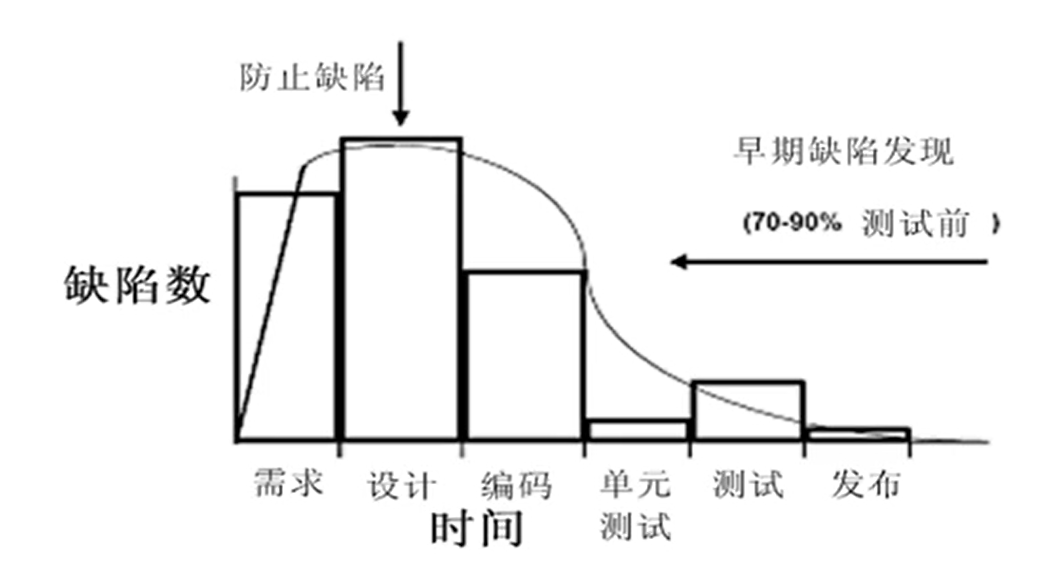 防止缺陷
早期缺陷发现
(70-90% 测试前 )
缺陷数
需求 设计 编码 单元 测试 发布
测试
时间